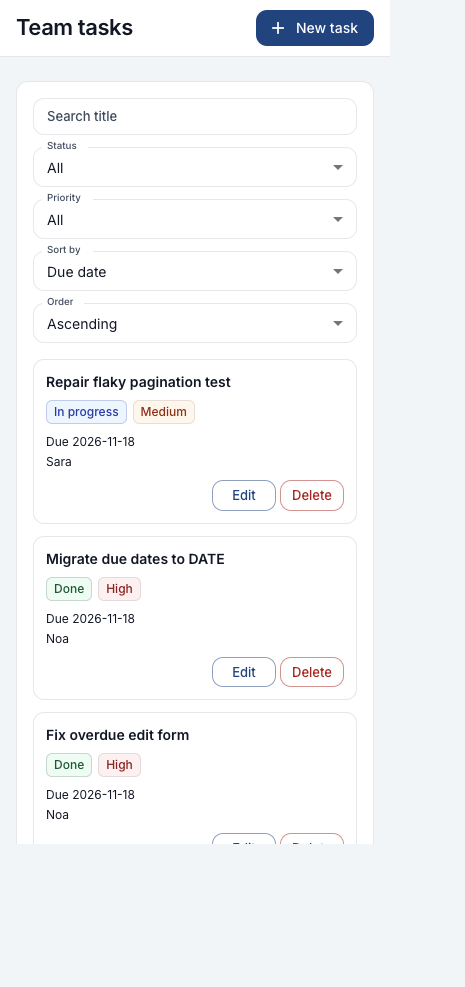 Team tasks
New task
Search title
Status
All
Priority
All
Sort by
Due date
Order
Ascending
Repair flaky pagination test
In progress Medium
Due 2026-11-18
Sara
Edit Delete
Migrate due dates to DATE
Done High
Due 2026-11-18
Noa
Edit Delete
Fix overdue edit form
Done High
Due 2026-11-18
Noa